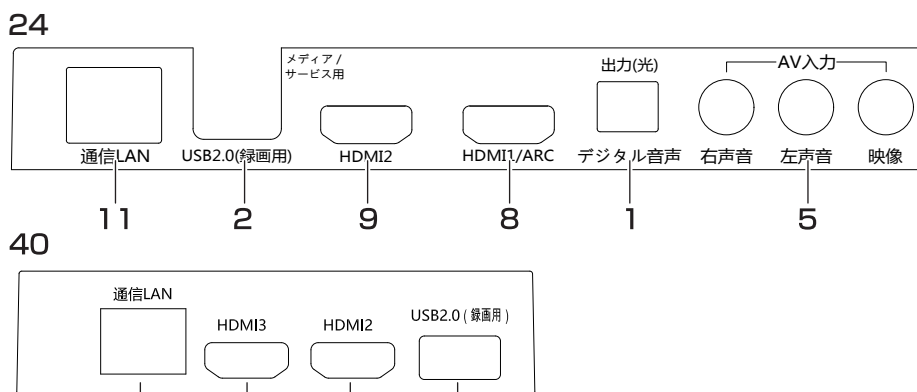 24
メディア /
サービス用
出力(光)
AV入力
通信LAN
USB2.0(録画用)
HDMI2
HDMI1/ARC
デジタル音声
右声音
左声音
映像
11
2
9
8
1
5
40
通信LAN
HDMI3
HDMI2
USB2.0 ( 録画用 )